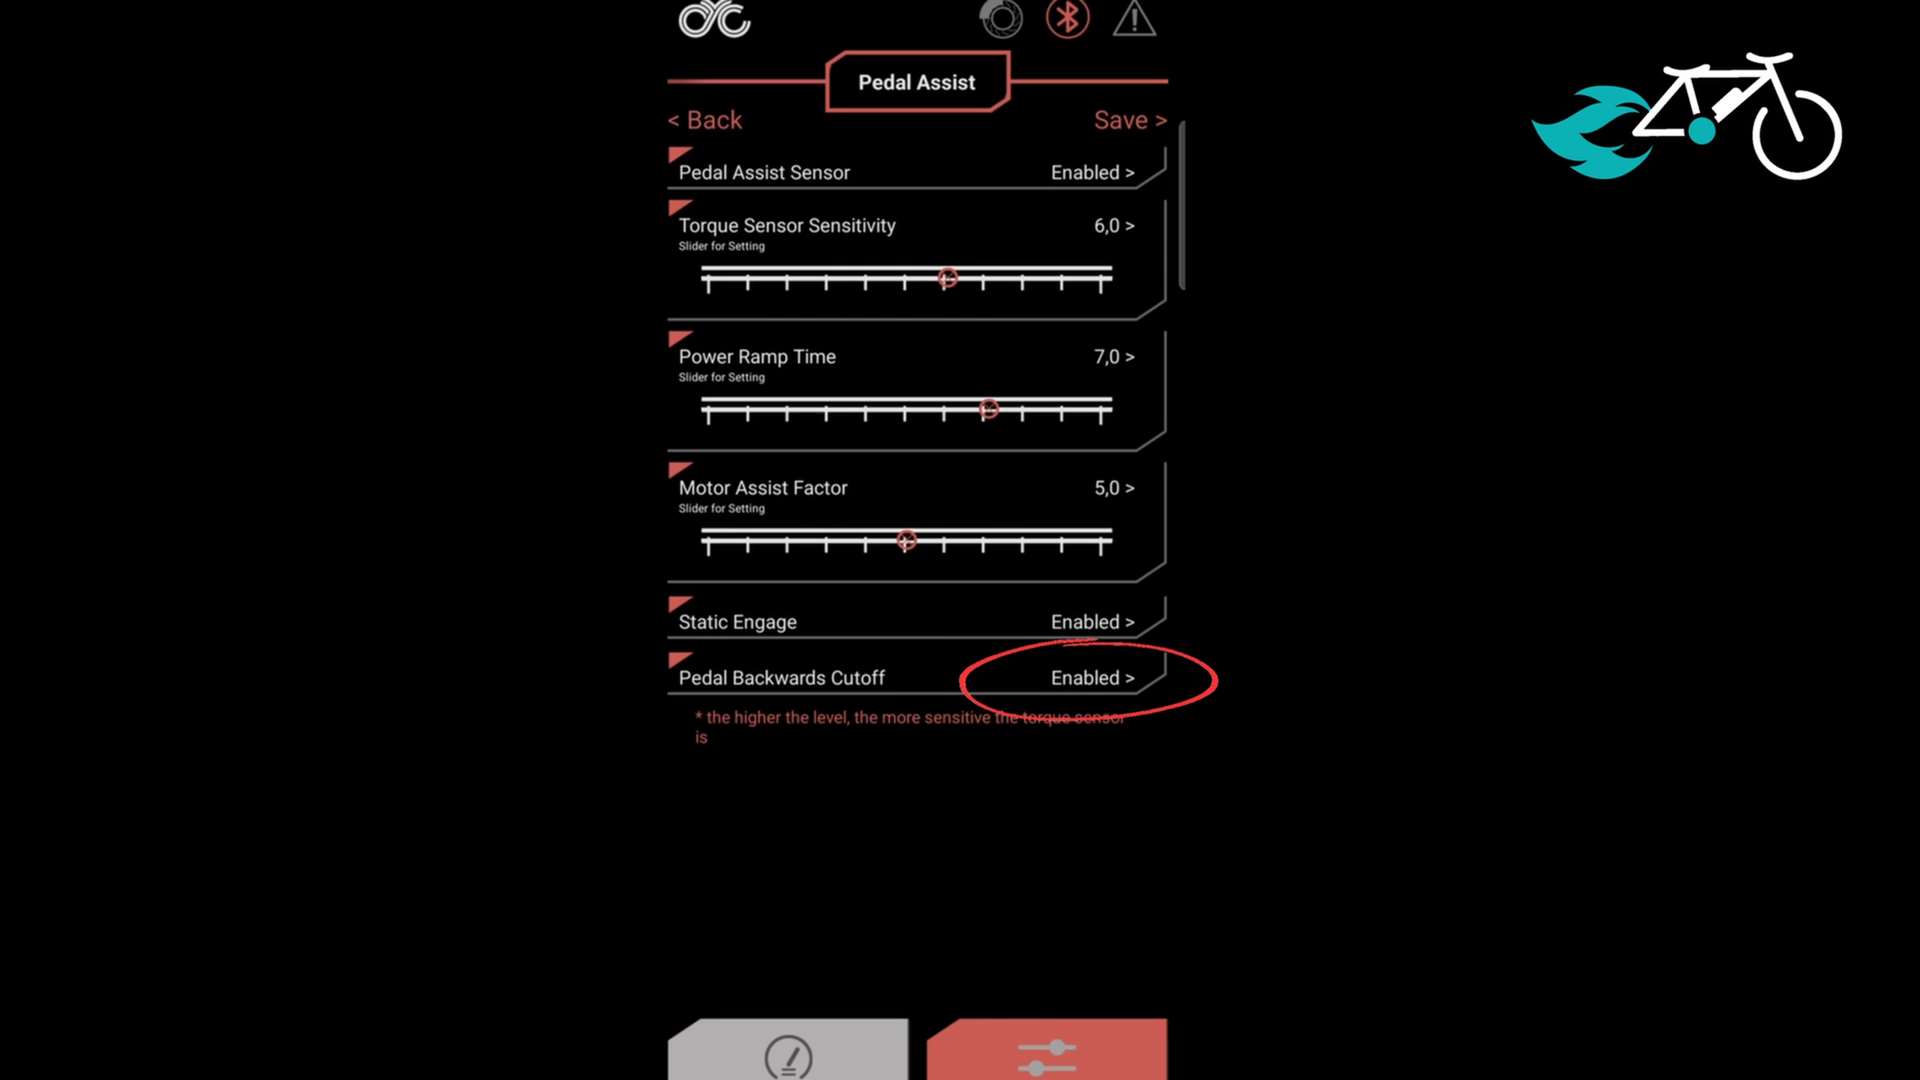 Pedal Assist
< Back
Save >
Pedal Assist Sensor
Enabled >
Torque Sensor Sensitivity
6,0 >
Slider for Setting
Power Ramp Time
7,0 >
Slider for Setting
Motor Assist Factor
5,0 >
Slider for Setting
Static Engage
Enabled >
Pedal Backwards Cutoff
Enabled >
* the higher the level, the more sensitive the torque sensor
is